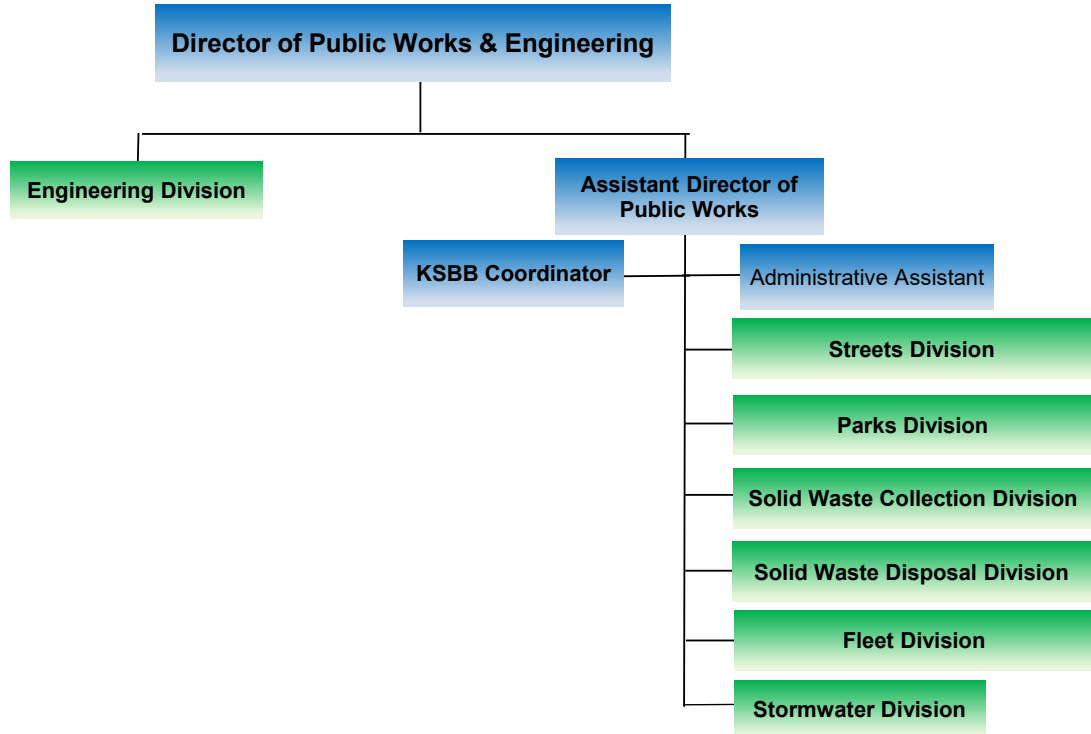 Director of Public Works & Engineering
Engineering Division
Assistant Director of
Public Works
KSBB Coordinator
Administrative Assistant
Streets Division
Parks Division
Solid Waste Collection Division
Solid Waste Disposal Division
Fleet Division
Stormwater Division